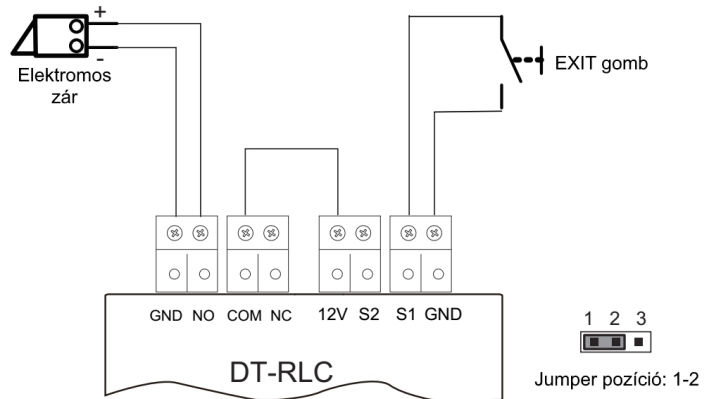 +
-
Elektromos
zár
EXIT gomb
GND NO COM NC 12V S2 S1 GND
DT-RLC
1 2 3
Jumper pozíció: 1-2